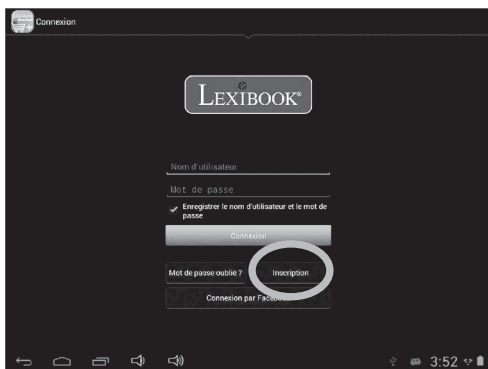 Connexion
LEXIBOOK®
Nom d'utilisateur
Mot de passe
Enregistrer le nom d'utilisateur et le mot de
passe
Connexion
Mot de passe oublié ? Inscription
Connexion par Facebook
3:52